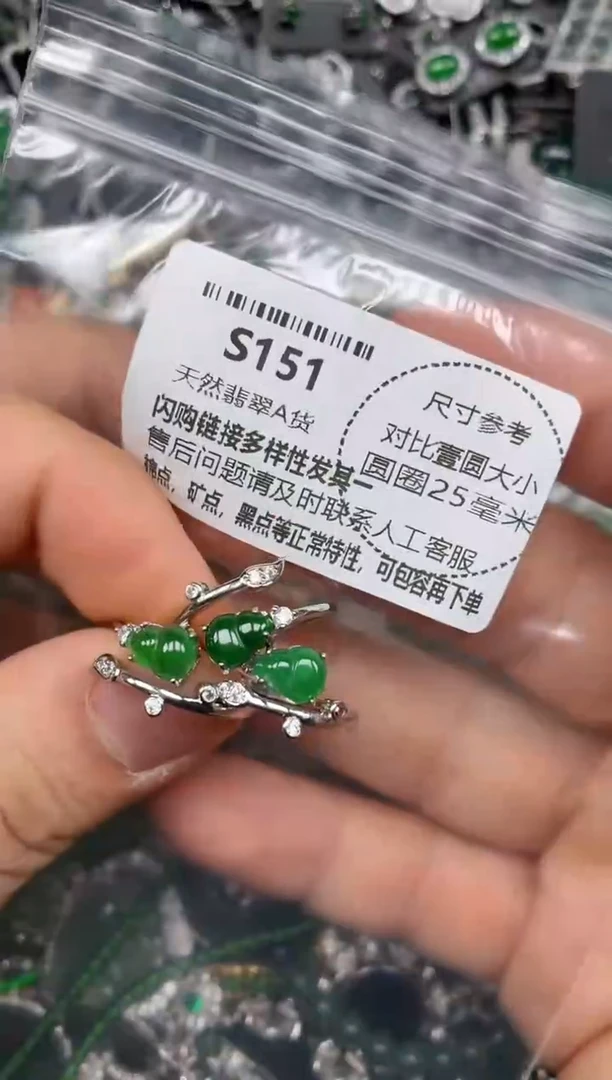 S151
天然翡翠A货
闪购链接多样性发其一
售后问题请及时联系人工客服
棉点，矿点，黑点等正常特性，可包容再下单
尺寸参考
对比壹圆大小
圆圈25毫米